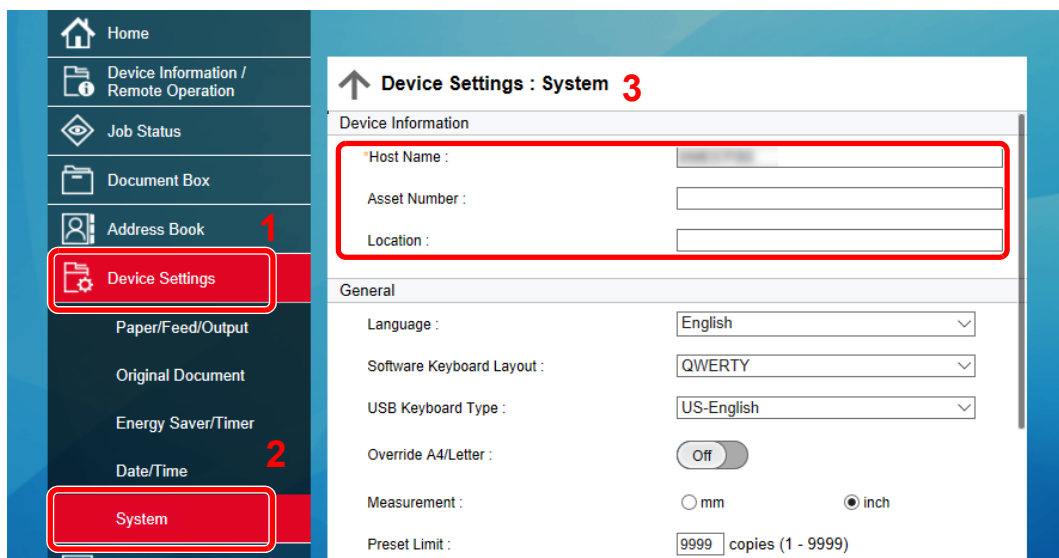 Home
Device Information /
Remote Operation
Job Status
Document Box
Address Book
1
Device Settings
Paper/Feed/Output
Original Document
Energy Saver/Timer
Date/Time
2
System
Device Settings : System
3
Device Information
*Host Name :
Asset Number :
Location :
General
Language : English
Software Keyboard Layout : QWERTY
USB Keyboard Type : US-English
Override A4/Letter : Off
Measurement : mm inch
Preset Limit : 9999 copies (1 - 9999)